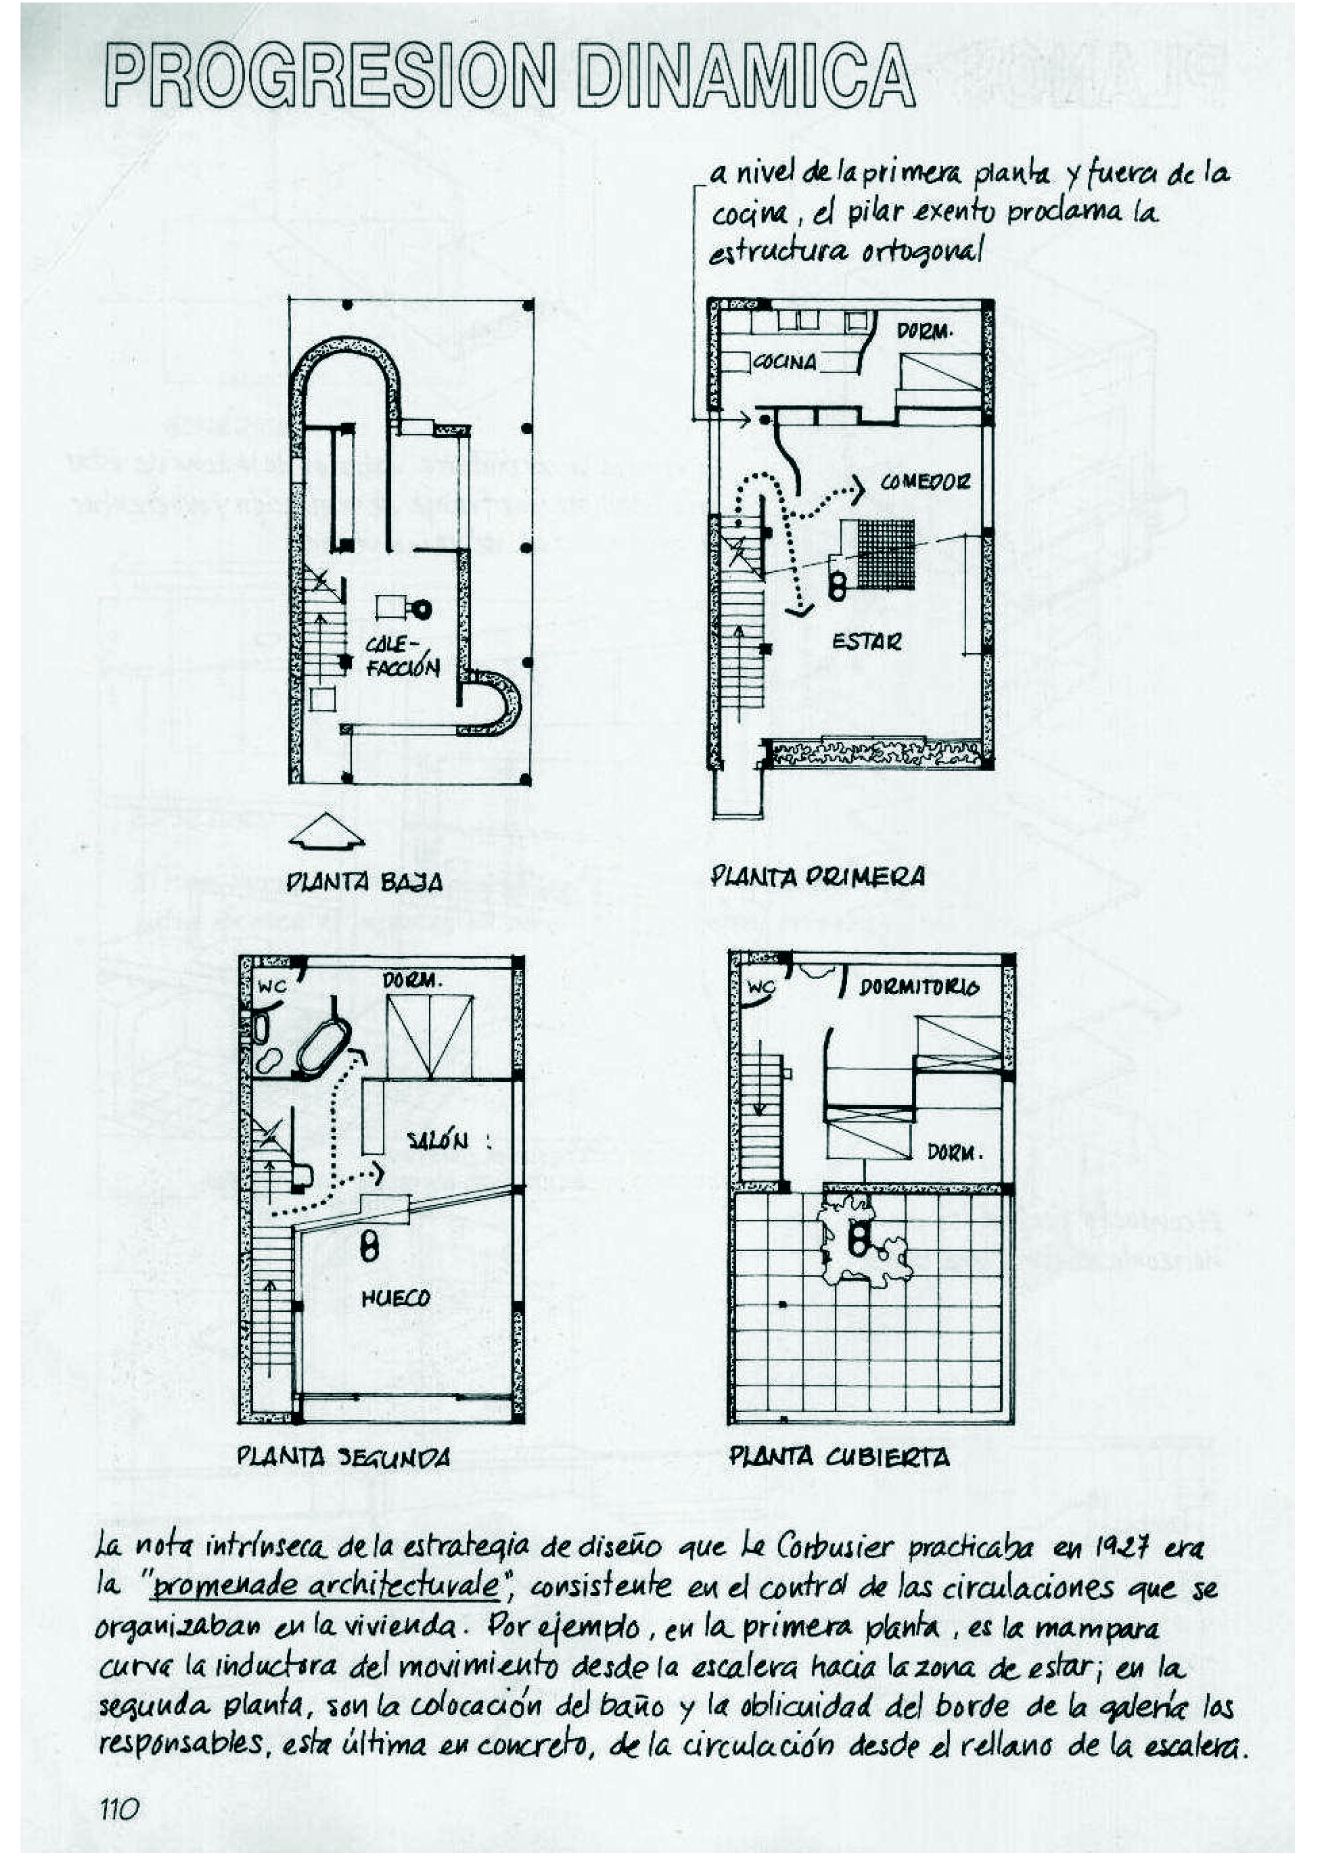 PROGRESION DINAMICA
a nivel de la primera planta y fuera de la
cocina, el pilar exento proclama la
estructura ortogonal
CALE-
FACCIÓN
PLANTA BAJA
COCINA
DORM.
COMEDOR
ESTAR
PLANTA PRIMERA
WC
DORM.
SALÓN :
HUECO
PLANTA SEGUNDA
WC
DORMITORIO
DORM.
PLANTA CUBIERTA
La nota intrínseca de la estrategia de diseño que Le Corbusier practicaba en 1927 era
la "promenade architecturale", consistente en el control de las circulaciones que se
organizaban en la vivienda. Por ejemplo, en la primera planta, es la mampara
curva la inductora del movimiento desde la escalera hacia la zona de estar; en la
segunda planta, son la colocación del baño y la oblicuidad del borde de la galería los
responsables, esta última en concreto, de la circulación desde el rellano de la escalera.
110